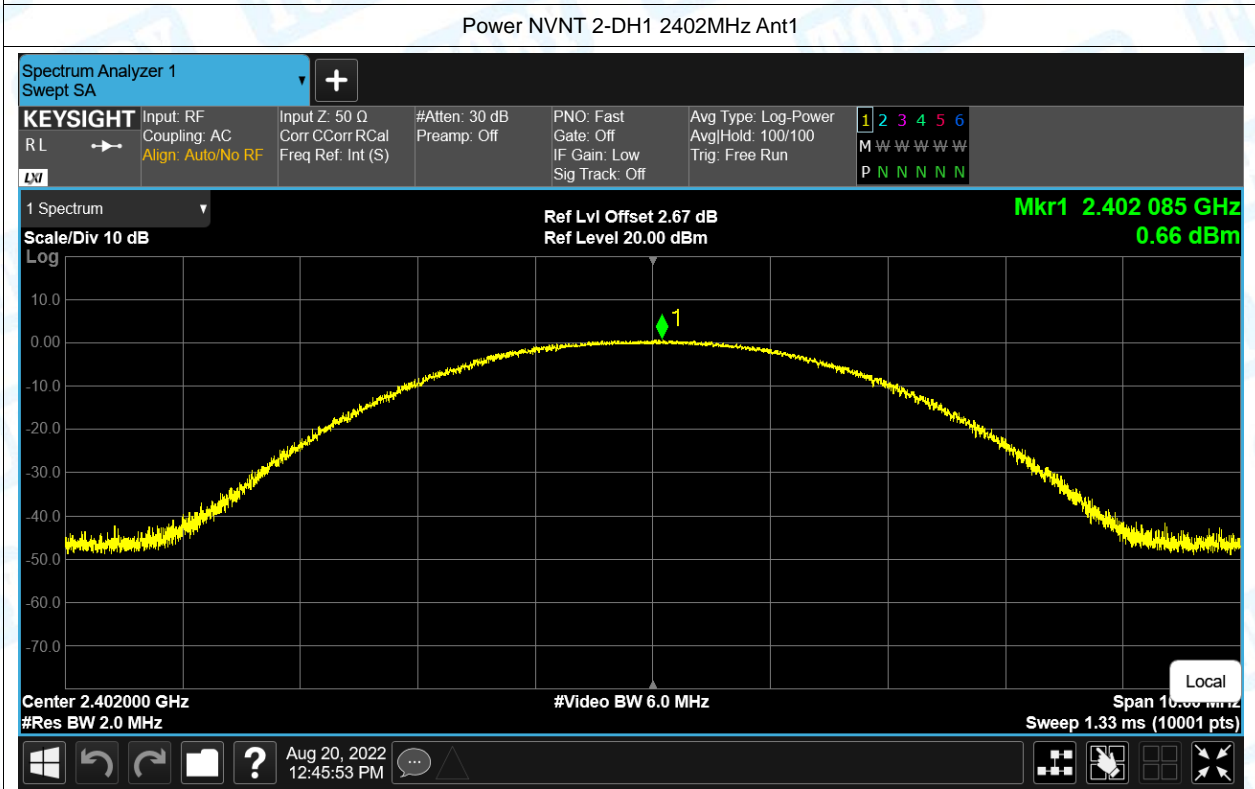 Power NVNT 2-DH1 2402MHz Ant1
Spectrum Analyzer 1
Swept SA
KEYSIGHT
RL
LXI
Input: RF
Coupling: AC
Align: Auto/No RF
Input Z: 50 Ω
Corr CCorr RCal
Freq Ref: Int (S)
#Atten: 30 dB
Preamp: Off
PNO: Fast
Gate: Off
IF Gain: Low
Sig Track: Off
Avg Type: Log-Power
Avg|Hold: 100/100
Trig: Free Run
1 2 3 4 5 6
M W W W W W
P N N N N N
1 Spectrum
Scale/Div 10 dB
Log
Ref Lvl Offset 2.67 dB
Ref Level 20.00 dBm
Mkr1 2.402 085 GHz
0.66 dBm
1
10.0
0.00
-10.0
-20.0
-30.0
-40.0
-50.0
-60.0
-70.0
Local
Center 2.402000 GHz
#Video BW 6.0 MHz
Span 10.00 MHz
#Res BW 2.0 MHz
Sweep 1.33 ms (10001 pts)
?
Aug 20, 2022
12:45:53 PM